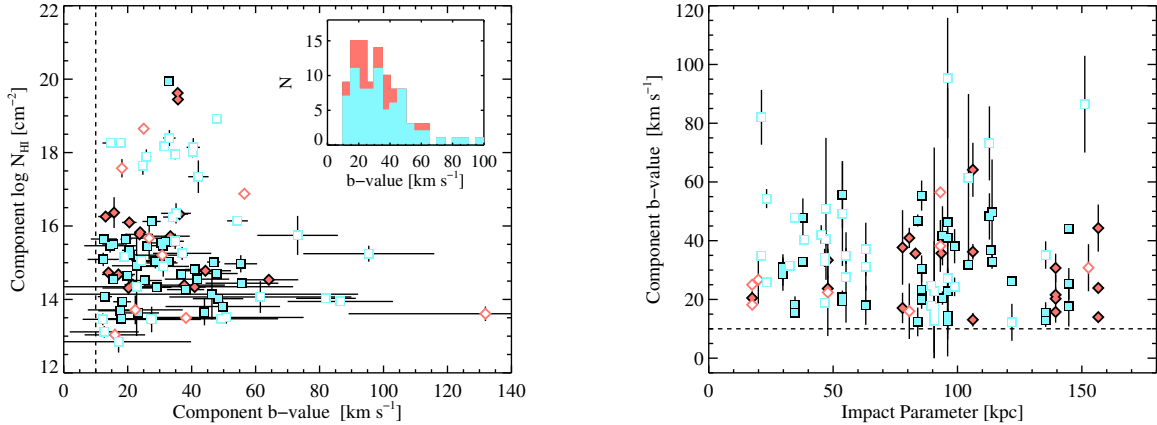 22
20
18
16
14
12
Component log N_HI [cm⁻²]
0 20 40 60 80 100 120 140
Component b-value [km s⁻¹]
15
10
5
0
N
20 40 60 80 100
b-value [km s⁻¹]
120
100
80
60
40
20
0
Component b-value [km s⁻¹]
0 50 100 150
Impact Parameter [kpc]